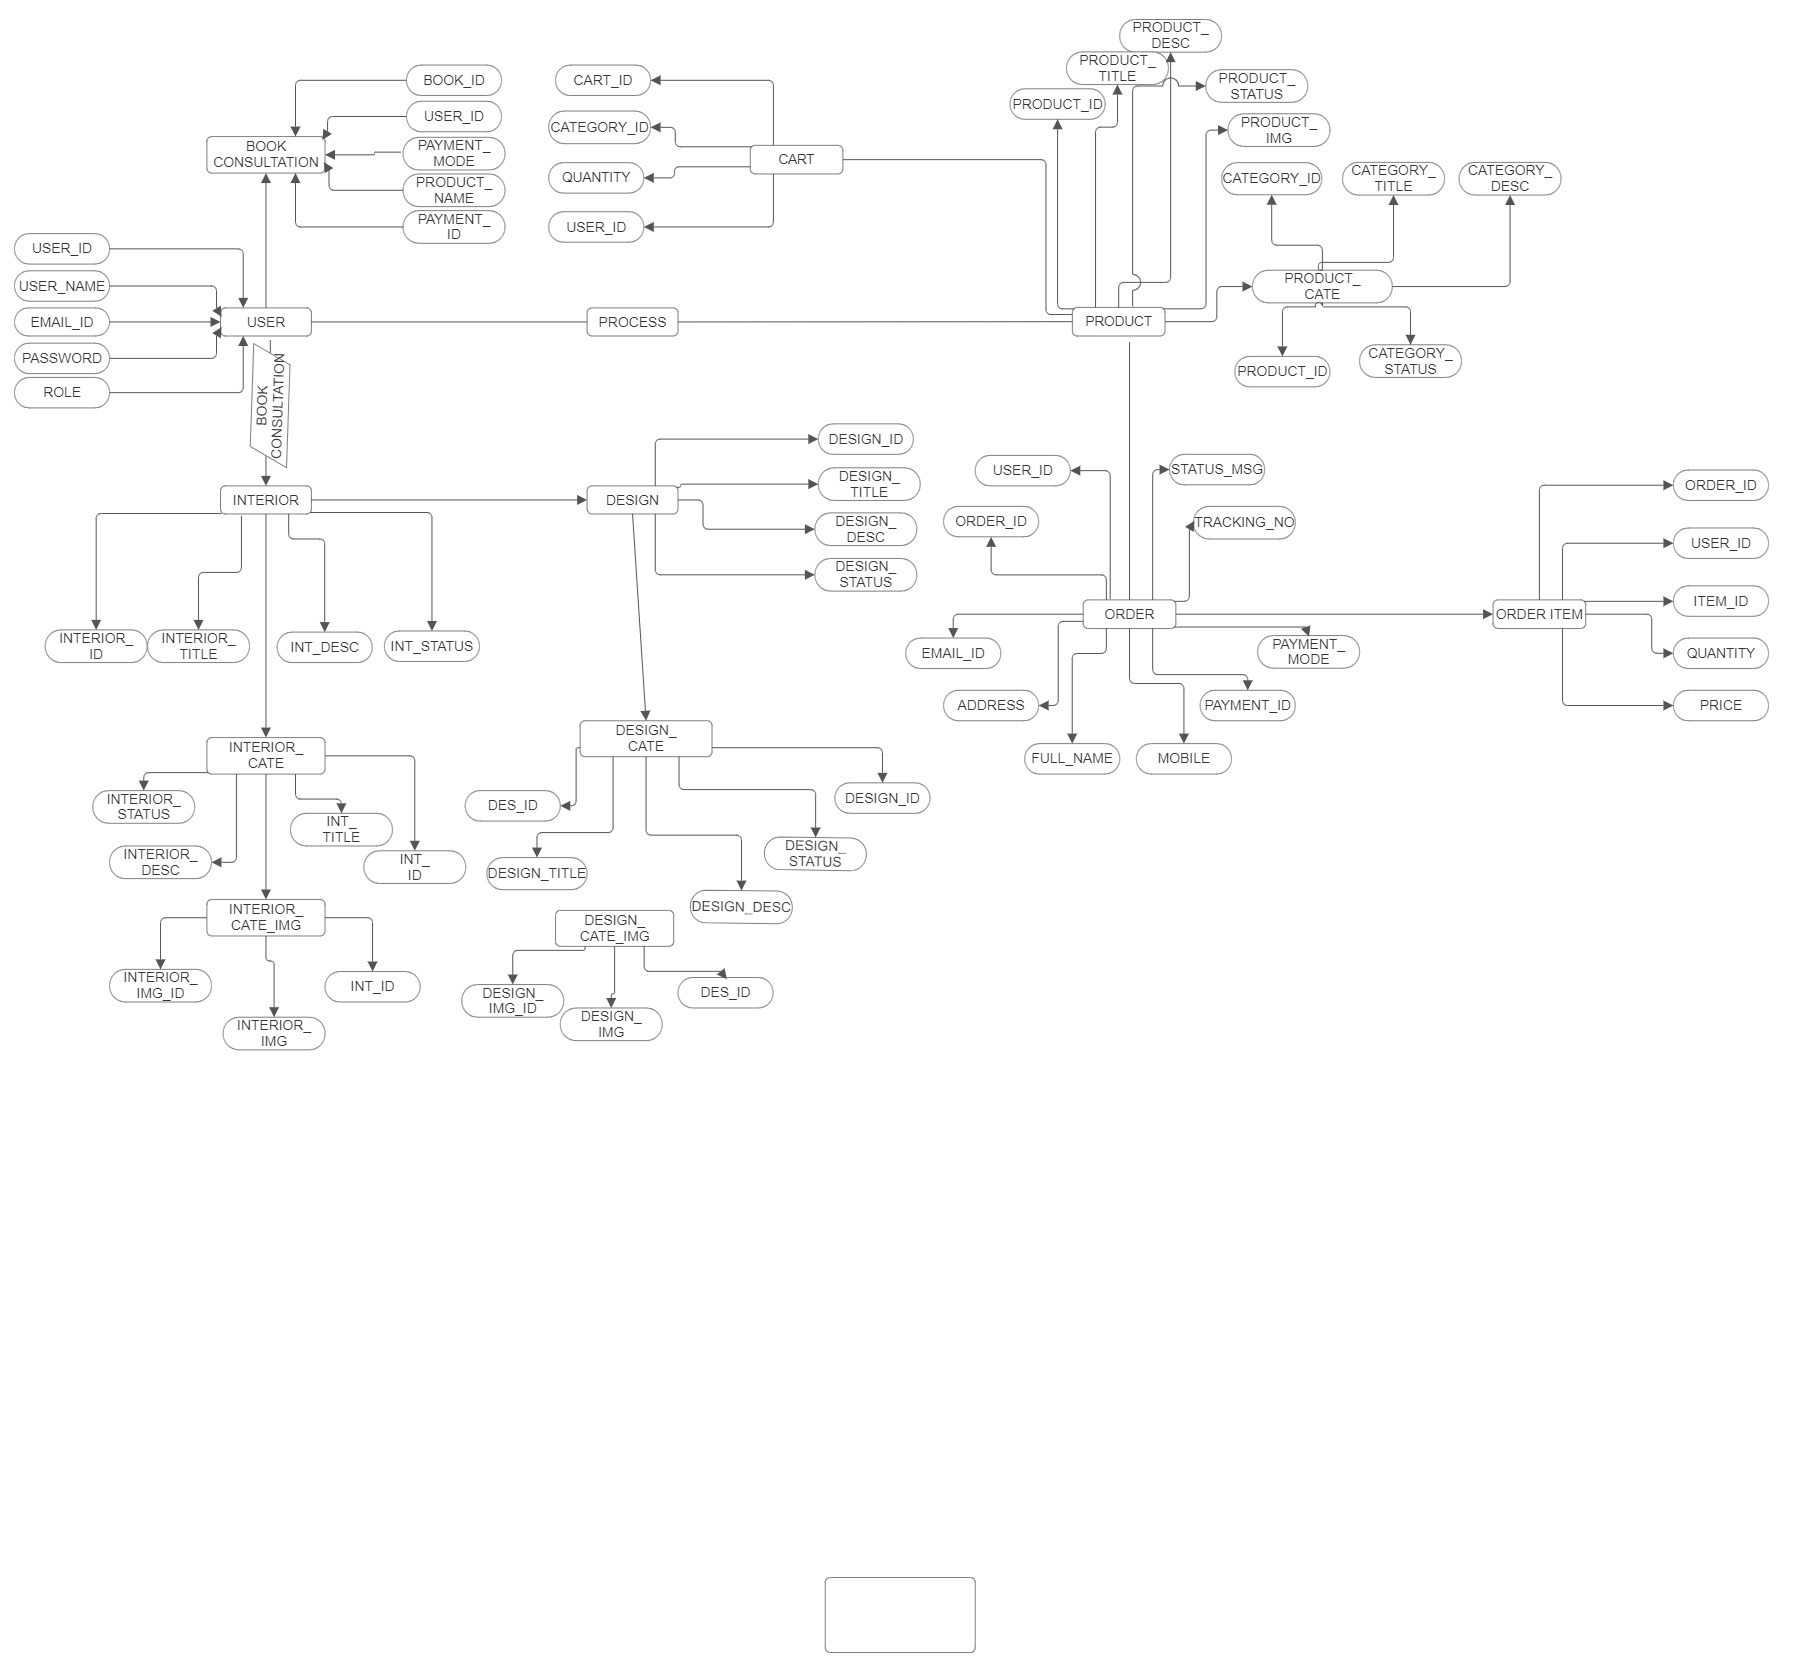 PRODUCT_
DESC
PRODUCT_
TITLE
BOOK_ID
CART_ID
PRODUCT_
STATUS
PRODUCT_ID
USER_ID
CATEGORY_ID
PRODUCT_
IMG
BOOK
CONSULTATION
PAYMENT_
MODE
CART
QUANTITY
PRODUCT_
NAME
CATEGORY_ID
CATEGORY_
TITLE
CATEGORY_
DESC
PAYMENT_
ID
USER_ID
USER_ID
USER_NAME
PRODUCT_
CATE
EMAIL_ID
USER
PROCESS
PRODUCT
PASSWORD
PRODUCT_ID
CATEGORY_
STATUS
ROLE
BOOK
CONSULTATION
DESIGN_ID
USER_ID
STATUS_MSG
DESIGN_
TITLE
ORDER_ID
INTERIOR
DESIGN
ORDER_ID
TRACKING_NO
DESIGN_
DESC
USER_ID
DESIGN_
STATUS
ITEM_ID
ORDER
ORDER ITEM
INTERIOR_
ID
INTERIOR_
TITLE
INT_DESC
INT_STATUS
EMAIL_ID
PAYMENT_
MODE
QUANTITY
ADDRESS
PAYMENT_ID
PRICE
DESIGN_
CATE
INTERIOR_
CATE
FULL_NAME
MOBILE
INTERIOR_
STATUS
DES_ID
DESIGN_ID
INT_
TITLE
INTERIOR_
DESC
INT_
ID
DESIGN_TITLE
DESIGN_
STATUS
DESIGN_DESC
INTERIOR_
CATE_IMG
DESIGN_
CATE_IMG
INTERIOR_
IMG_ID
INT_ID
DESIGN_
IMG_ID
DES_ID
INTERIOR_
IMG
DESIGN_
IMG